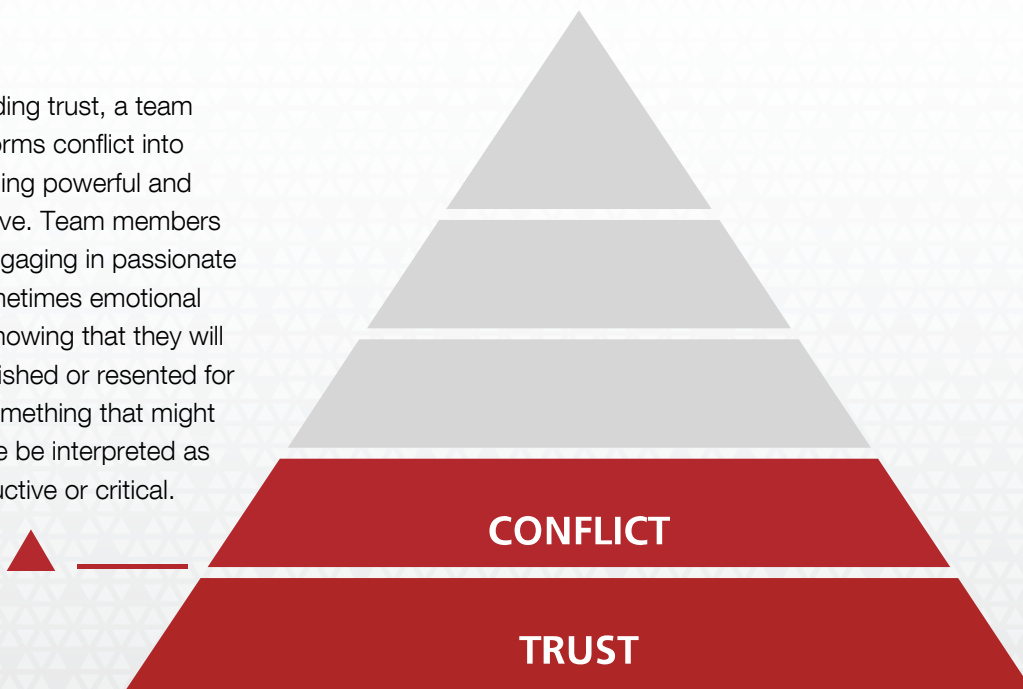 ding trust, a team
orms conflict into
ing powerful and
ve. Team members
gaging in passionate
metimes emotional
nowing that they will
ished or resented for
mething that might
e be interpreted as
uctive or critical.
CONFLICT
TRUST